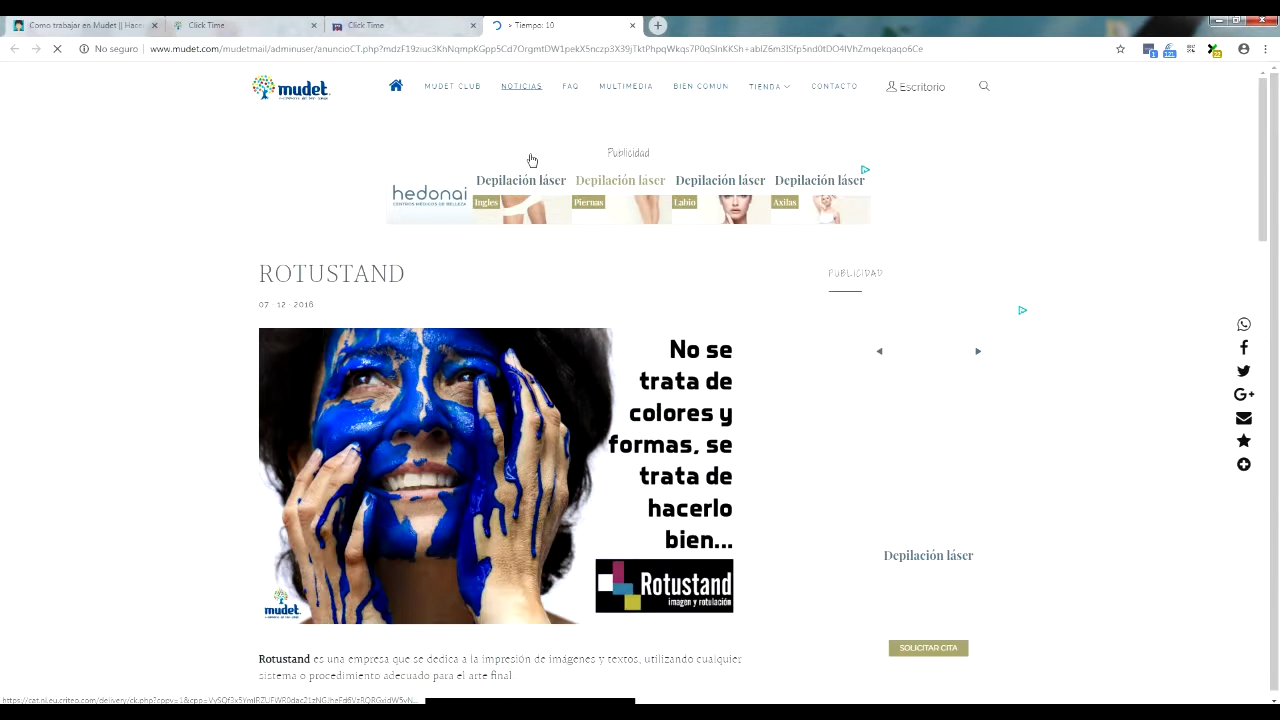 Como trabajar en Mudet || Hace
Click Time
Click Time
» Tiempo: 10
No seguro
www.mudet.com/mudetmail/adminuser/anuncioCT.php?
mudet.
MUDET CLUB
NOTICIAS
FAQ
MULTIMEDIA
BIEN COMUN
TIENDA
CONTACTO
Escritorio
Publicidad
hedonai
CENTROS MÉDICOS DE BELLEZA
Depilación láser
Depilación láser
Depilación láser
Depilación láser
Ingles
Piernas
Labio
Axilas
ROTUSTAND
07 · 12 · 2016
PUBLICIDAD
No se
trata de
colores y
formas, se
trata de
hacerlo
bien...
Rotustand
imagen y rotulación
mudet.
Depilación láser
SOLICITAR CITA
Rotustand es una empresa que se dedica a la impresión de imágenes y textos, utilizando cualquier
sistema o procedimiento adecuado para el arte final.